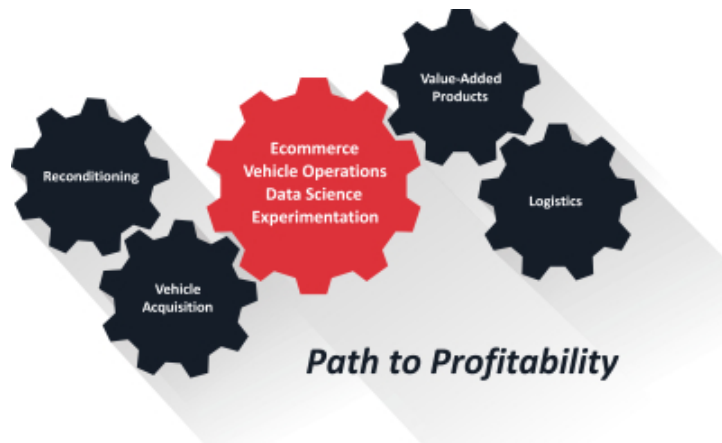 Value-Added
Products
Ecommerce
Vehicle Operations
Data Science
Experimentation
Reconditioning
Logistics
Vehicle
Acquisition
Path to Profitability